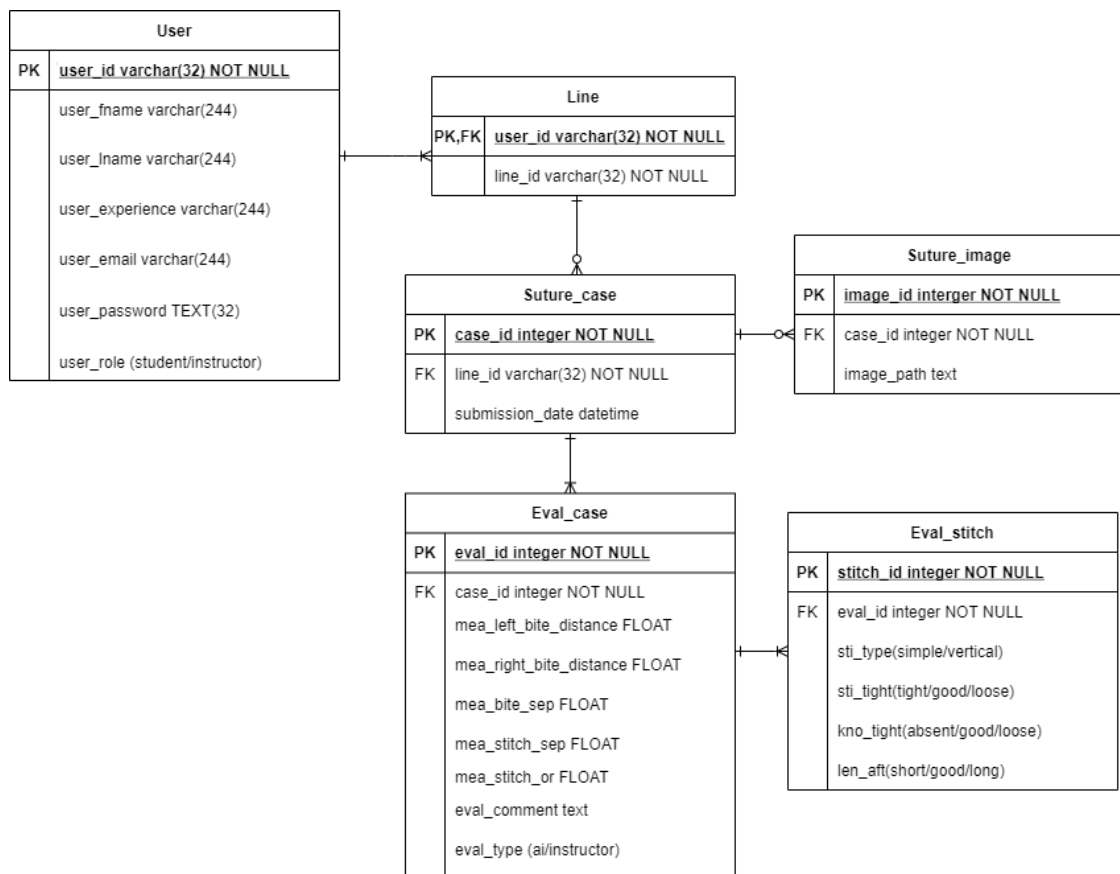 User
PK user_id varchar(32) NOT NULL
user_fname varchar(244)
user_lname varchar(244)
user_experience varchar(244)
user_email varchar(244)
user_password TEXT(32)
user_role (student/instructor)
Line
PK,FK user_id varchar(32) NOT NULL
line_id varchar(32) NOT NULL
Suture_case
PK case_id integer NOT NULL
FK line_id varchar(32) NOT NULL
submission_date datetime
Suture_image
PK image_id interger NOT NULL
FK case_id integer NOT NULL
image_path text
Eval_case
PK eval_id integer NOT NULL
FK case_id integer NOT NULL
mea_left_bite_distance FLOAT
mea_right_bite_distance FLOAT
mea_bite_sep FLOAT
mea_stitch_sep FLOAT
mea_stitch_or FLOAT
eval_comment text
eval_type (ai/instructor)
Eval_stitch
PK stitch_id integer NOT NULL
FK eval_id integer NOT NULL
sti_type(simple/vertical)
sti_tight(tight/good/loose)
kno_tight(absent/good/loose)
len_aft(short/good/long)